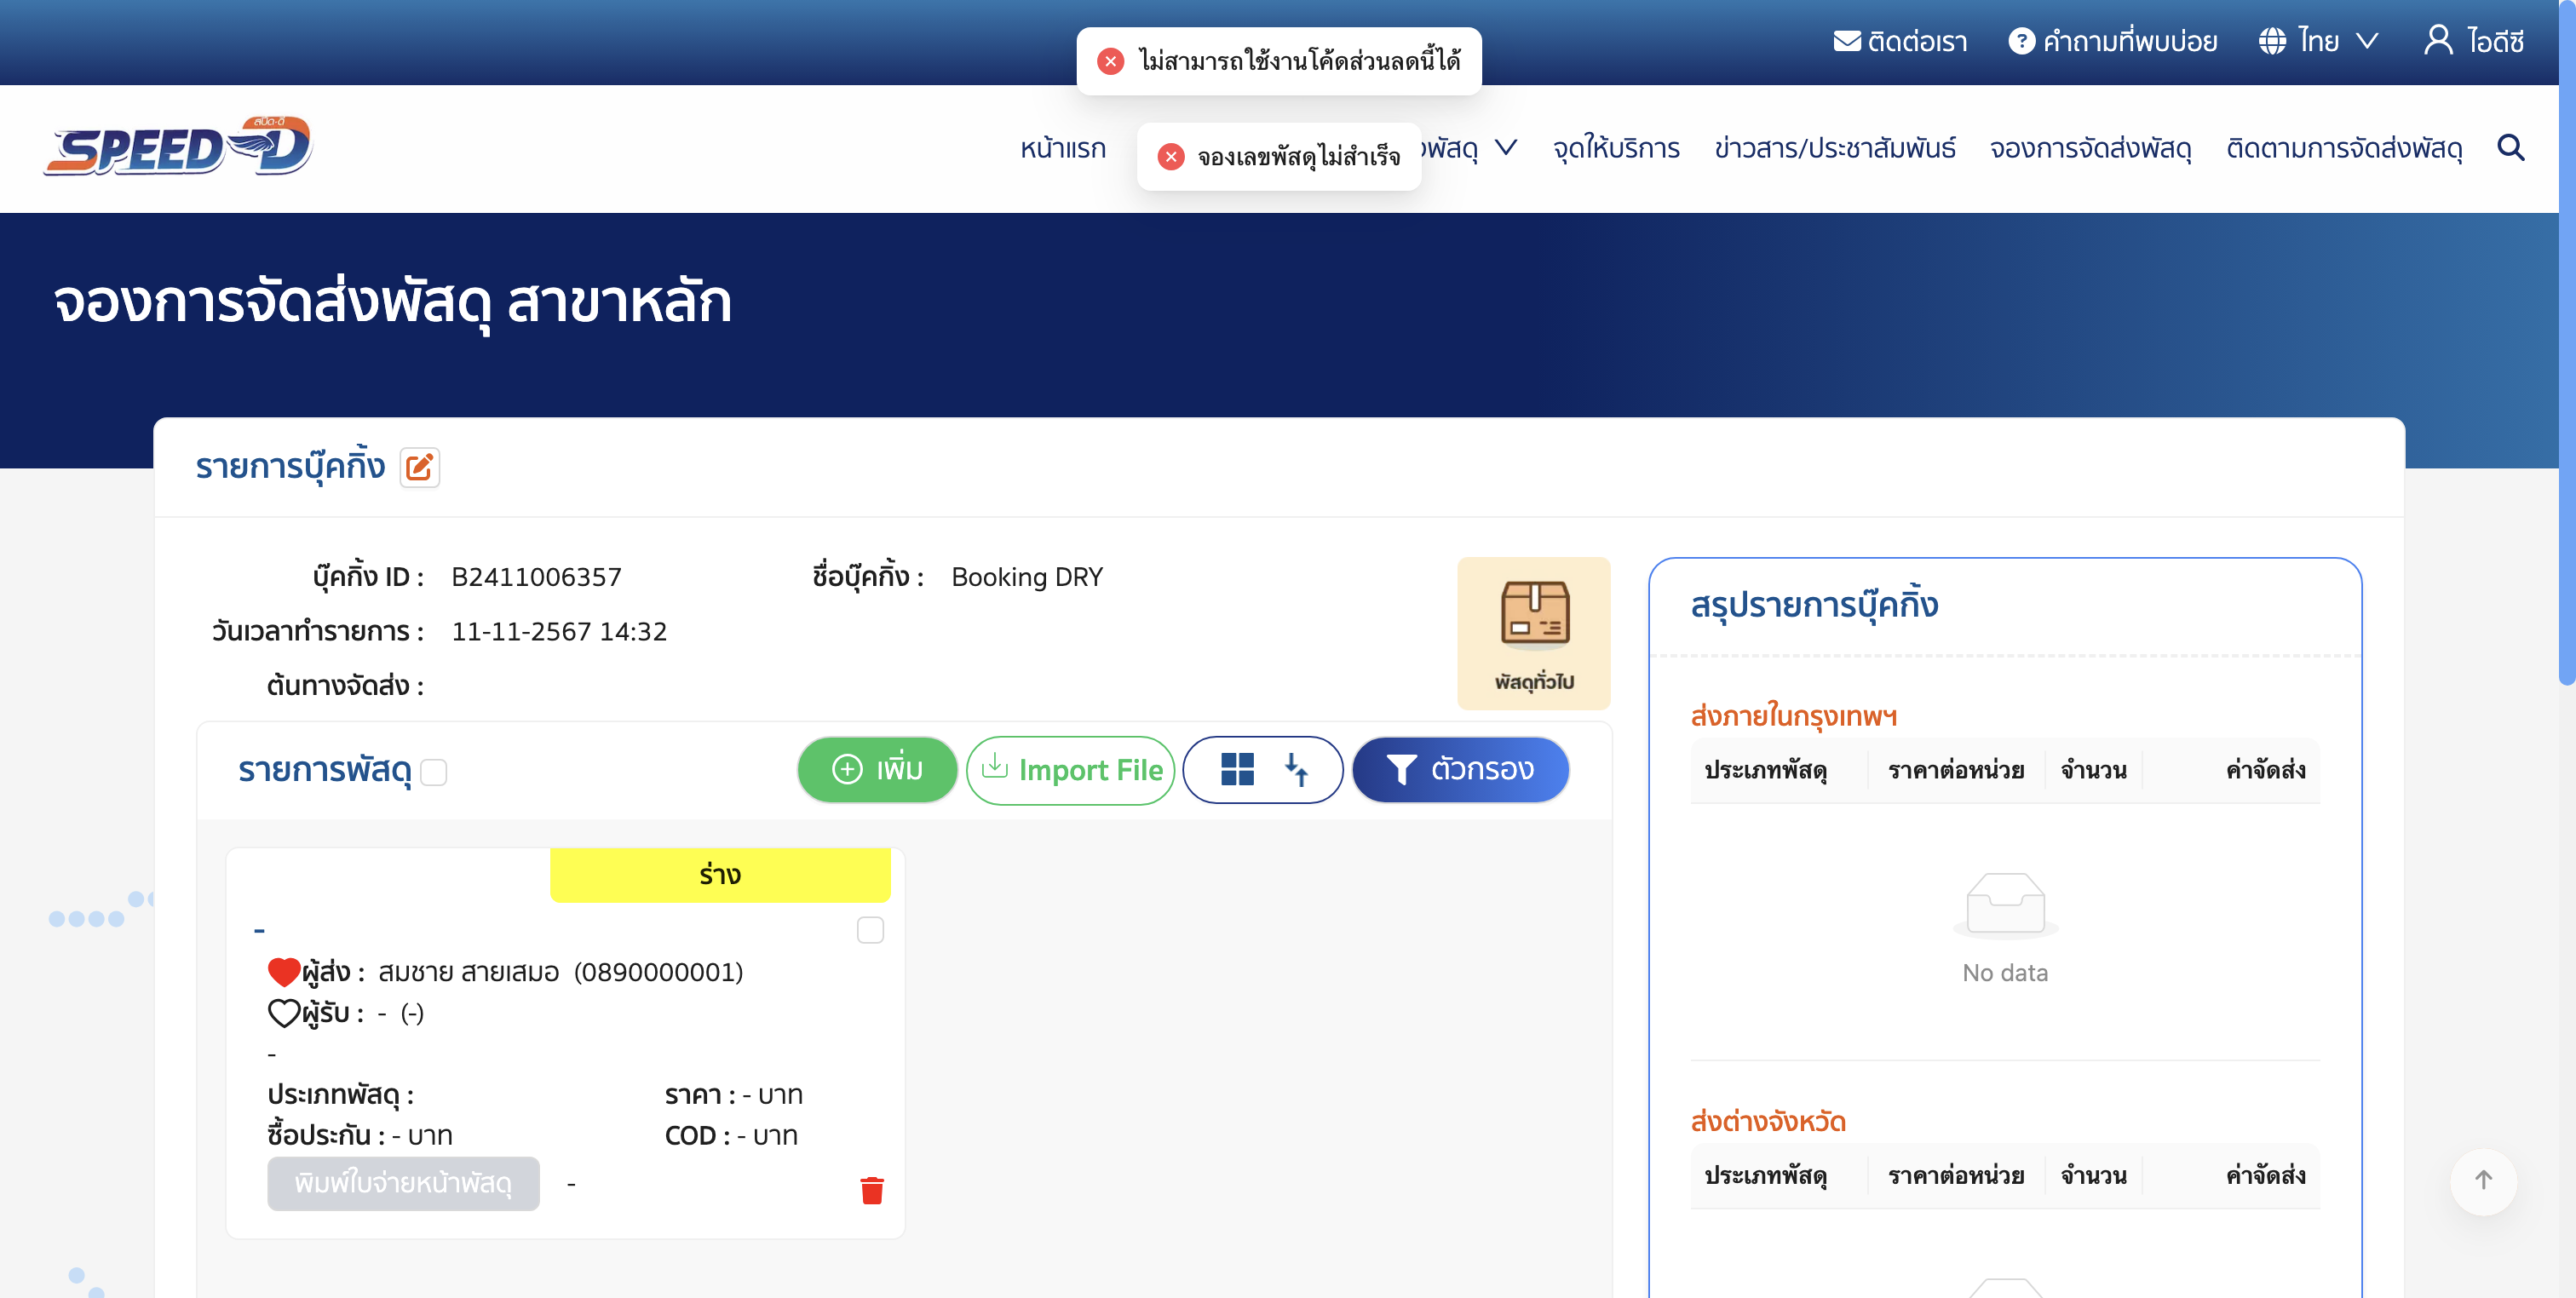 ติดต่อเรา
คำถามที่พบบ่อย
ไทย
ไอดีซี
ไม่สามารถใช้งานโค้ดส่วนลดนี้ได้
สปีด-ดี
SPEED-D
หน้าแรก
จองเลขพัสดุไม่สำเร็จ
พัสดุ
จุดให้บริการ
ข่าวสาร/ประชาสัมพันธ์
จองการจัดส่งพัสดุ
ติดตามการจัดส่งพัสดุ
จองการจัดส่งพัสดุ สาขาหลัก
รายการบุ๊คกิ้ง
บุ๊คกิ้ง ID : B2411006357
ชื่อบุ๊คกิ้ง : Booking DRY
วันเวลาทำรายการ : 11-11-2567 14:32
ต้นทางจัดส่ง :
พัสดุทั่วไป
รายการพัสดุ
เพิ่ม
Import File
ตัวกรอง
ร่าง
-
ผู้ส่ง : สมชาย สายเสมอ (0890000001)
ผู้รับ : - (-)
-
ประเภทพัสดุ :
ราคา : - บาท
ซื้อประกัน : - บาท
COD : - บาท
พิมพ์ใบจ่ายหน้าพัสดุ
-
สรุปรายการบุ๊คกิ้ง
ส่งภายในกรุงเทพฯ
ประเภทพัสดุ ราคาต่อหน่วย จำนวน ค่าจัดส่ง
No data
ส่งต่างจังหวัด
ประเภทพัสดุ ราคาต่อหน่วย จำนวน ค่าจัดส่ง